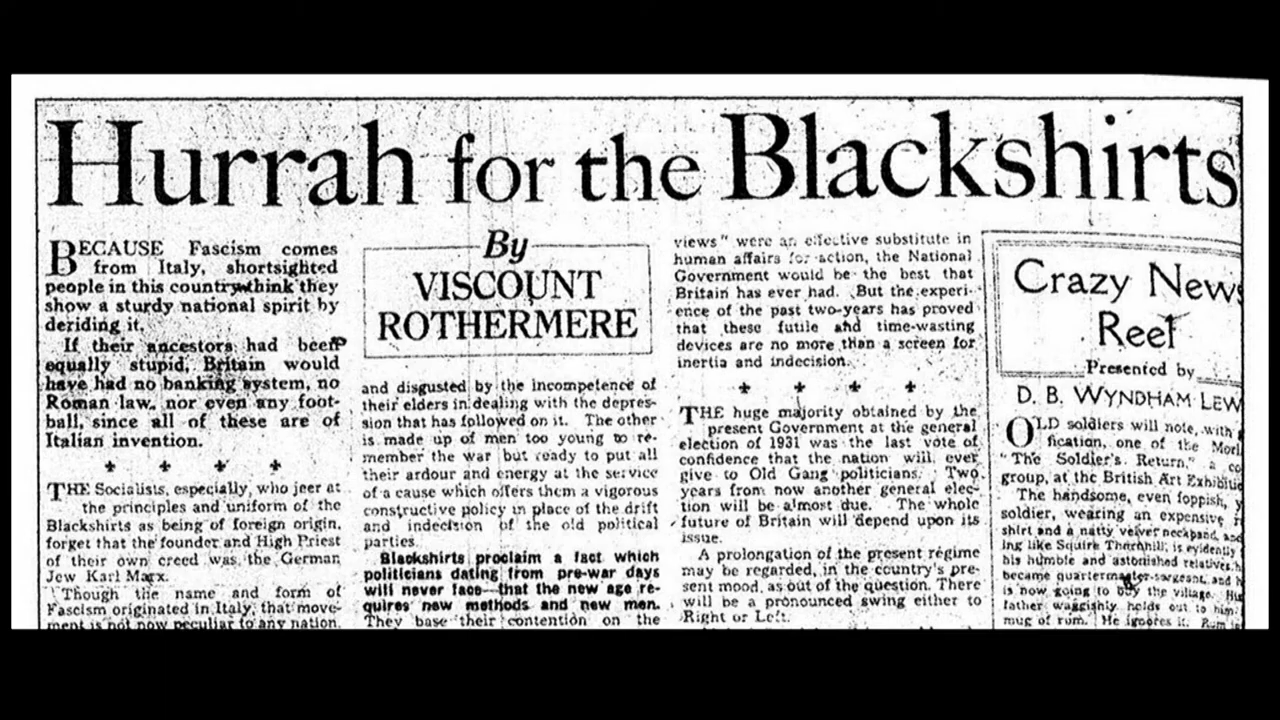 Hurrah for the Blackshirts
BECAUSE Fascism comes
from Italy, shortsighted
people in this country think they
show a sturdy national spirit by
deriding it.
If their ancestors had been
equally stupid, Britain would
have had no banking system, no
Roman law, nor even any foot-
ball, since all of these are of
Italian invention.
THE Socialists, especially, who jeer at
the principles and uniform of the
Blackshirts as being of foreign origin,
forget that the founder and High Priest
of their own creed was the German
Jew Karl Marx.
Though the name and form of
Fascism originated in Italy, that move-
ment is not now peculiar to any nation.
By
VISCOUNT
ROTHERMERE
and disgusted by the incompetence of
their elders in dealing with the depres-
sion that has followed on it. The other
is made up of men too young to re-
member the war but ready to put all
their ardour and energy at the service
of a cause which offers them a vigorous
constructive policy in place of the drift
and indecision of the old political
parties.
Blackshirts proclaim a fact which
politicians dating from pre-war days
will never face—that the new age re-
quires new methods and new men.
They base their contention on the
views" were an effective substitute in
human affairs for action, the National
Government would be the best that
Britain has ever had. But the experi-
ence of the past two years has proved
that these futile and time-wasting
devices are no more than a screen for
inertia and indecision.
THE huge majority obtained by the
present Government at the general
election of 1931 was the last vote of
confidence that the nation will ever
give to Old Gang politicians. Two
years from now another general elec-
tion will be almost due. The whole
future of Britain will depend upon its
issue.
A prolongation of the present régime
may be regarded, in the country's pre-
sent mood, as out of the question. There
will be a pronounced swing either to
Right or Left.
Crazy News
Reel
Presented by
D. B. WYNDHAM LEW
OLD soldiers will note, with
fication, one of the
"The Soldier's Return," a
group, at the British Art
The handsome, even foppish,
soldier, wearing an expensive
shirt and a natty velvet neckband, and
ing like Squire Thornhill, is evidently
his humble and astonished relatives
became quartermaster-sergeant, and
is now going to buy the village. His
father waggishly holds out to him
mug of rum. He ignores it. Rum